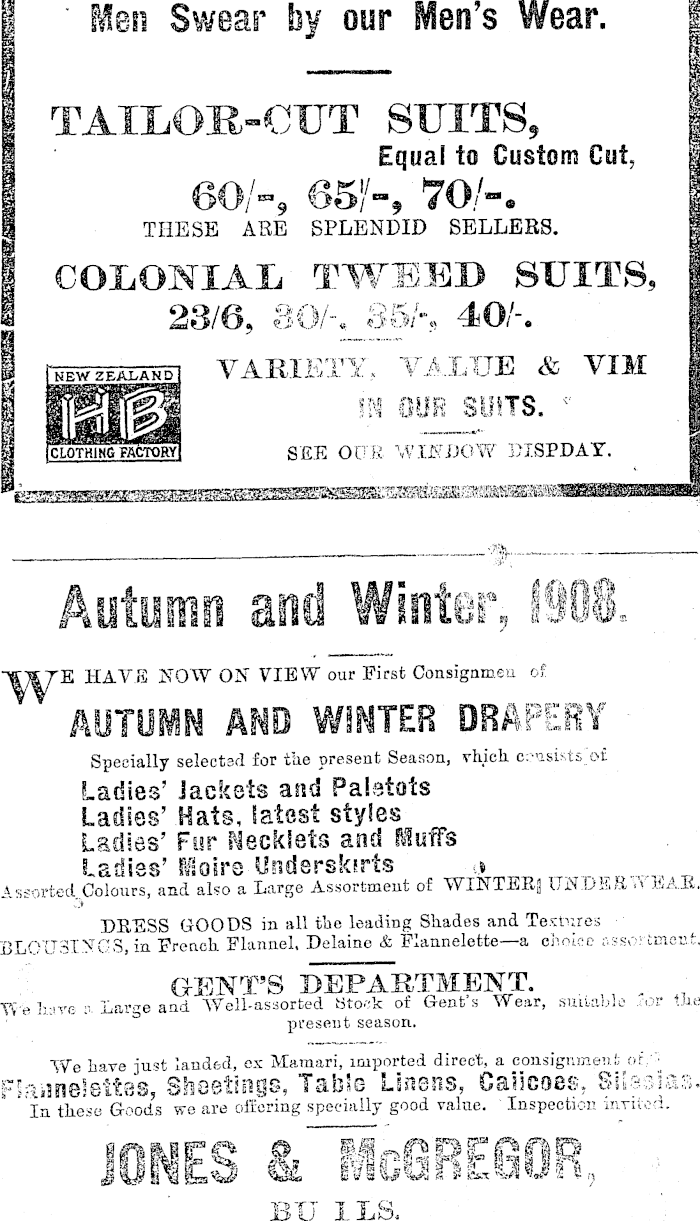 Men Swear by our Men's Wear.
TAILOR-CUT SUITS,
Equal to Custom Cut,
60/-, 65/-, 70/-.
THESE ARE SPLENDID SELLERS.
COLONIAL TWEED SUITS,
23/6, 30/-, 35/-, 40/-.
VARIETY, VALUE & VIM
IN OUR SUITS.
SEE OUR WINDOW DISPDAY.
NEW ZEALAND
HB
CLOTHING FACTORY
Autumn and Winter, 1908.
WE HAVE NOW ON VIEW our First Consignmen of
AUTUMN AND WINTER DRAPERY
Specially selected for the present Season, which consists of
Ladies' Jackets and Paletots
Ladies' Hats, latest styles
Ladies' Fur Necklets and Muffs
Ladies' Moire Underskirts
Assorted Colours, and also a Large Assortment of WINTER UNDERWEAR.
DRESS GOODS in all the leading Shades and Textures
BLOUSINGS, in French Flannel, Delaine & Flannelette—a choice assortment.
GENT'S DEPARTMENT.
We have a Large and Well-assorted Stock of Gent's Wear, suitable for the
present season.
We have just landed, ex Mamari, imported direct, a consignment of
Flannelettes, Sheetings, Table Linens, Calicoes, Silesias.
In these Goods we are offering specially good value. Inspection invited.
JONES & McGREGOR,